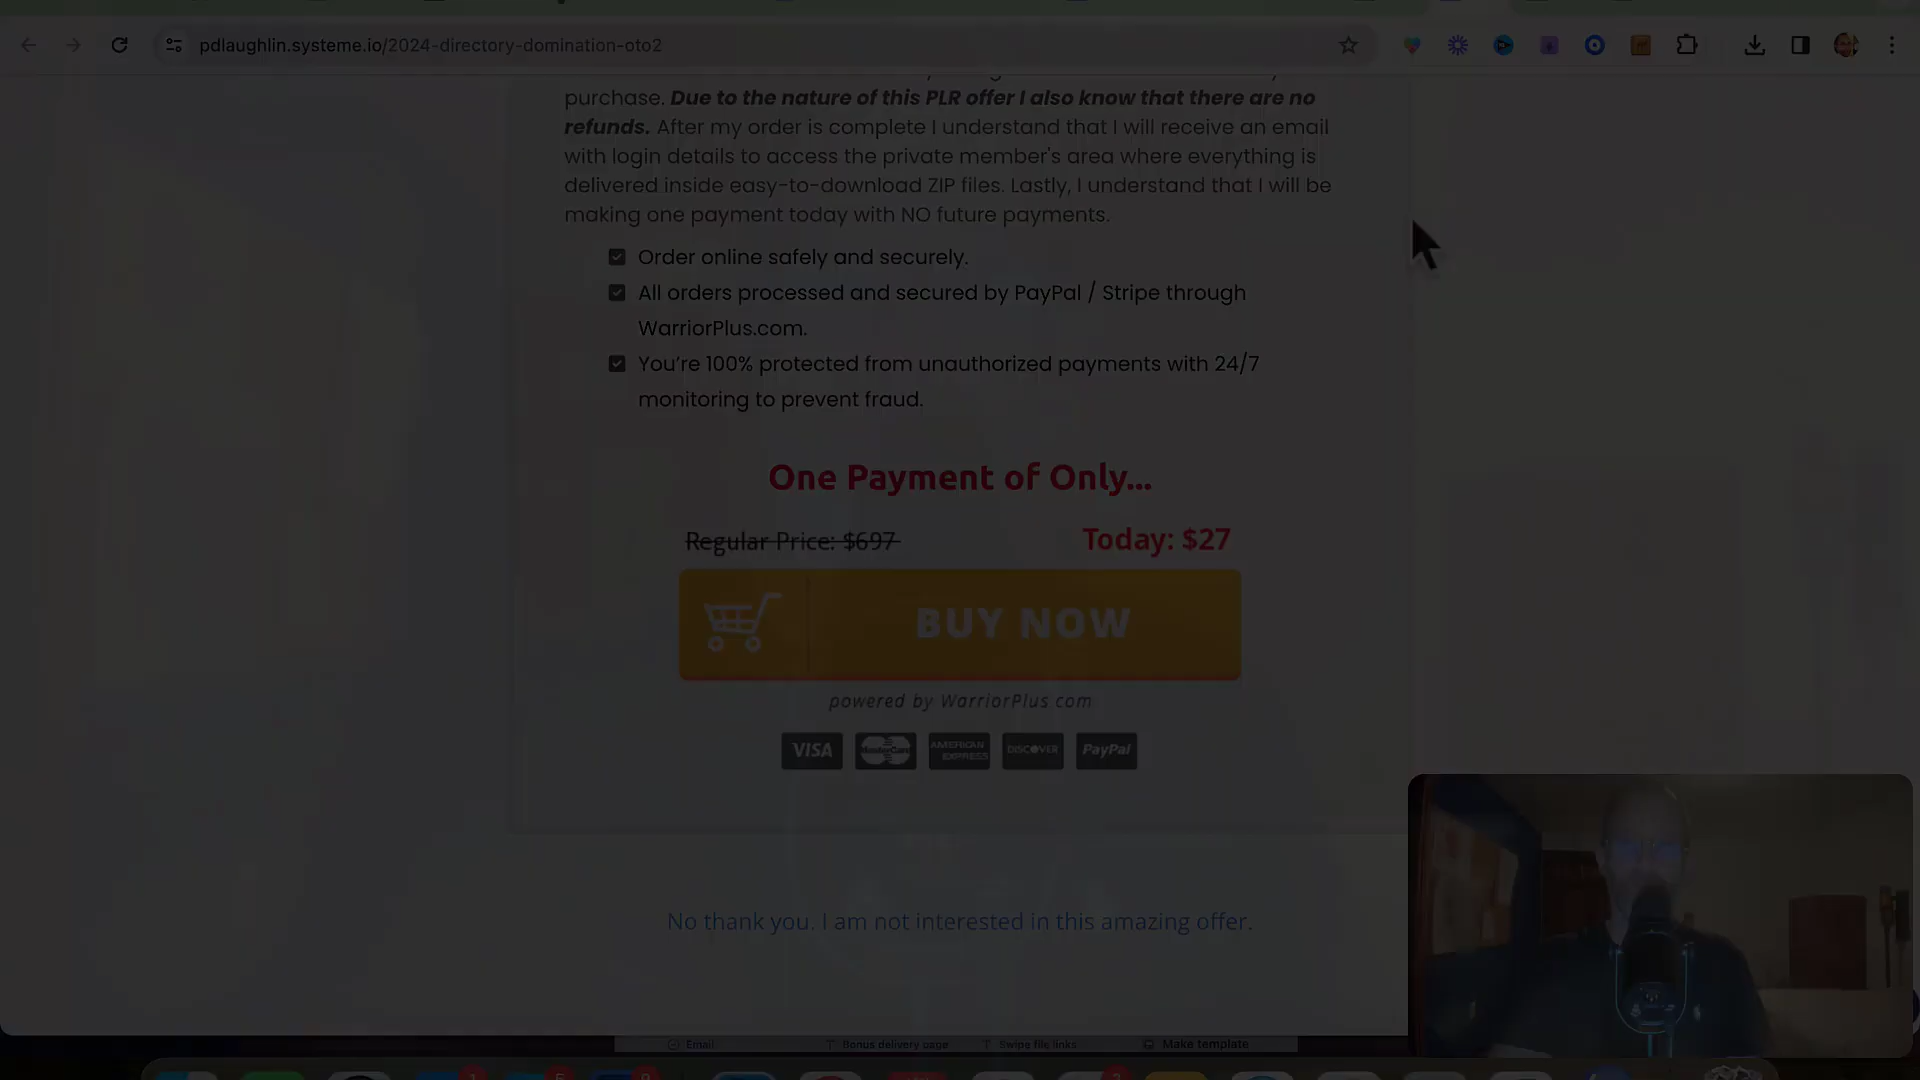 pdlaughlin.systeme.io/2024-directory-domination-oto2
purchase. Due to the nature of this PLR offer I also know that there are no
refunds. After my order is complete I understand that I will receive an email
with login details to access the private member's area where everything is
delivered inside easy-to-download ZIP files. Lastly, I understand that I will be
making one payment today with NO future payments.
Order online safely and securely.
All orders processed and secured by PayPal / Stripe through
WarriorPlus.com.
You're 100% protected from unauthorized payments with 24/7
monitoring to prevent fraud.
One Payment of Only...
Regular Price: $697 Today: $27
BUY NOW
powered by WarriorPlus.com
VISA MasterCard AMERICAN EXPRESS DISCOVER PayPal
No thank you. I am not interested in this amazing offer.
Email Bonus delivery page Swipe file links Make template